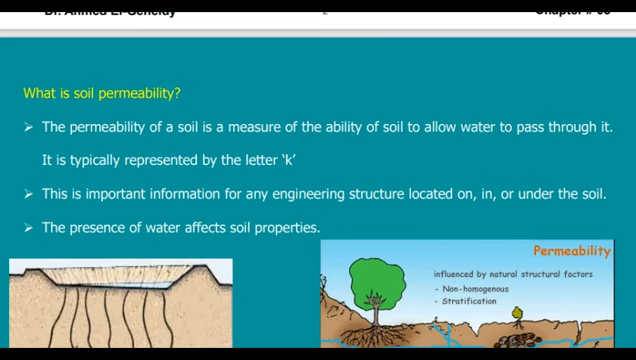 Dr. Ahmed El-Geneidy
2
Chapter # 06
What is soil permeability?
➢ The permeability of a soil is a measure of the ability of soil to allow water to pass through it.
It is typically represented by the letter ‘k’
➢ This is important information for any engineering structure located on, in, or under the soil.
➢ The presence of water affects soil properties.
Permeability
influenced by natural structural factors
- Non-homogenous
- Stratification